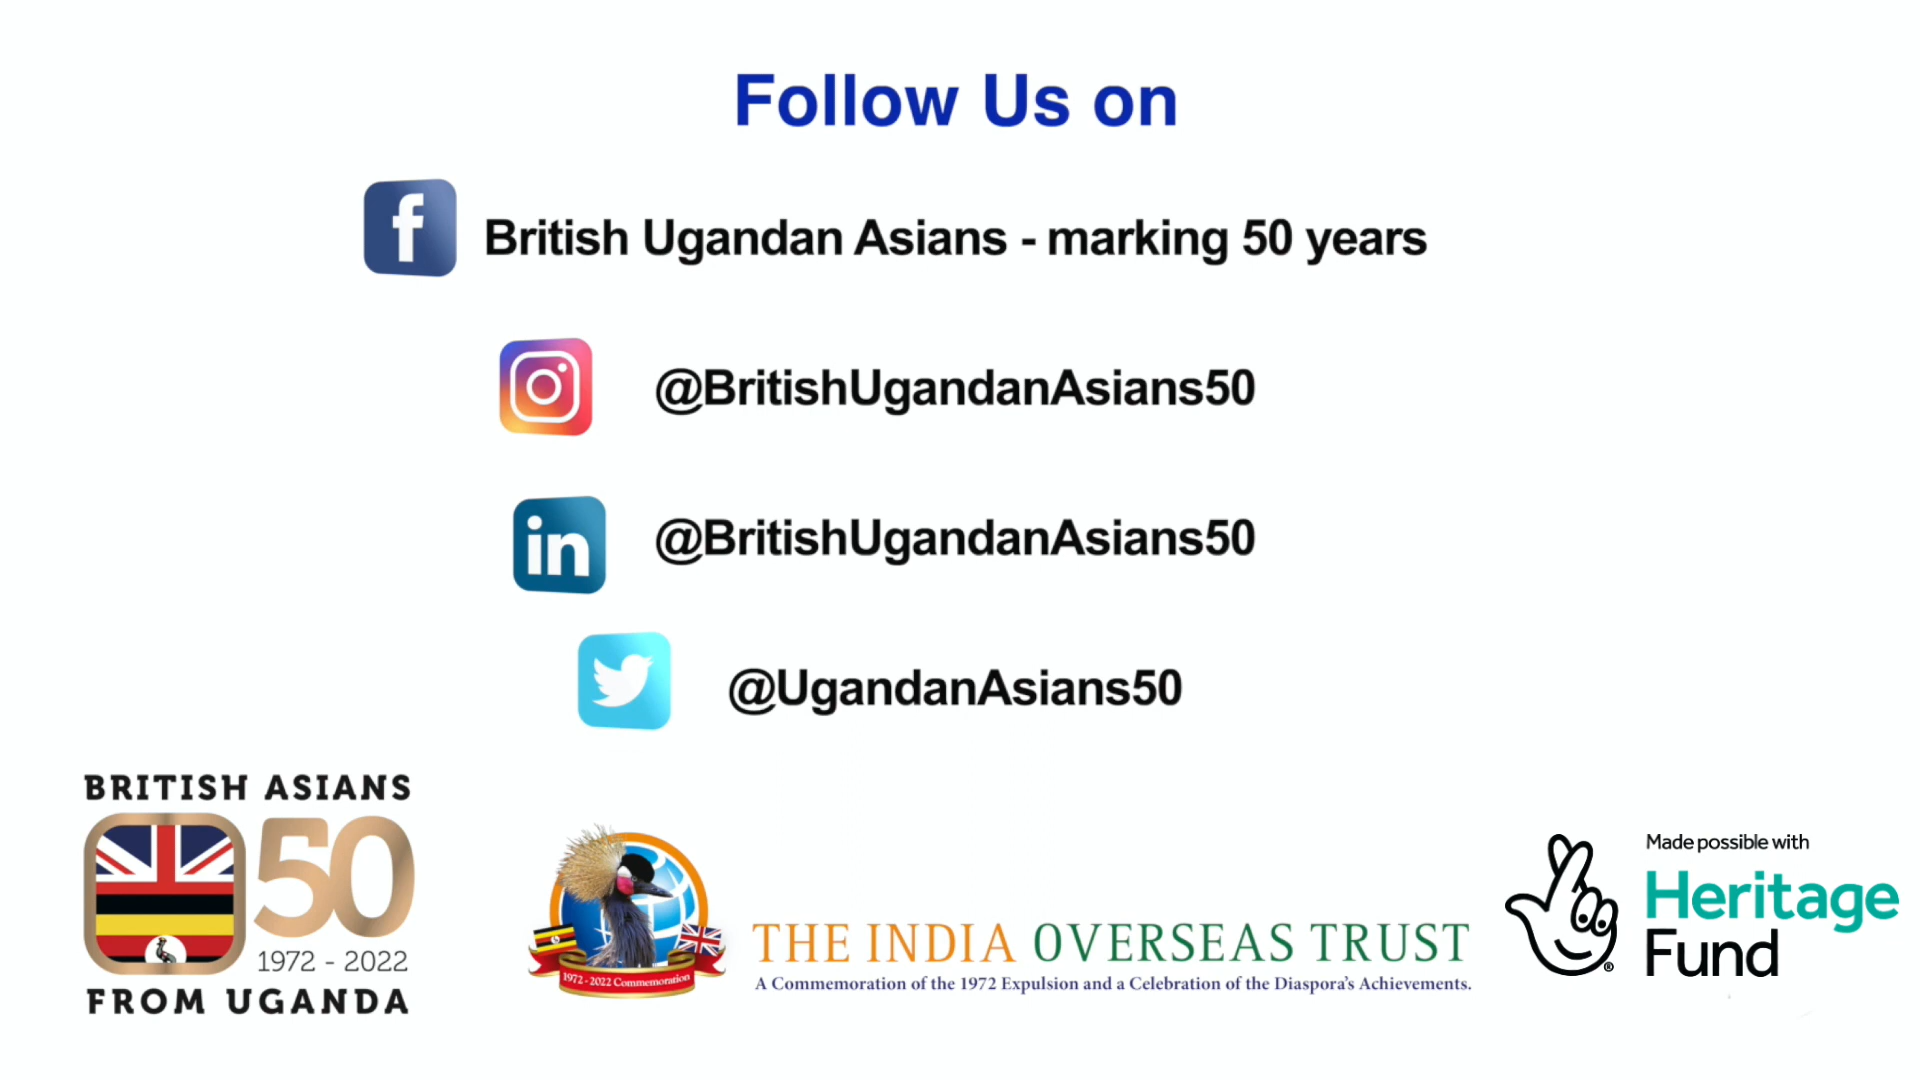 Follow Us on
f British Ugandan Asians - marking 50 years
@BritishUgandanAsians50
in @BritishUgandanAsians50
@UgandanAsians50
BRITISH ASIANS
50
1972 - 2022
FROM UGANDA
1972 - 2022 Commemoration
THE INDIA OVERSEAS TRUST
A Commemoration of the 1972 Expulsion and a Celebration of the Diaspora's Achievements.
Made possible with
Heritage
Fund